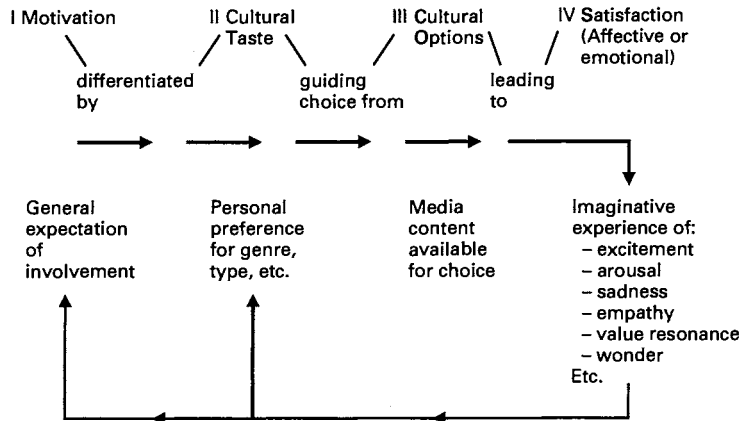 I Motivation
II Cultural
Taste
III Cultural
Options
IV Satisfaction
(Affective or
emotional)
differentiated
by
guiding
choice from
leading
to
General
expectation
of
involvement
Personal
preference
for genre,
type, etc.
Media
content
available
for choice
Imaginative
experience of:
– excitement
– arousal
– sadness
– empathy
– value resonance
– wonder
Etc.